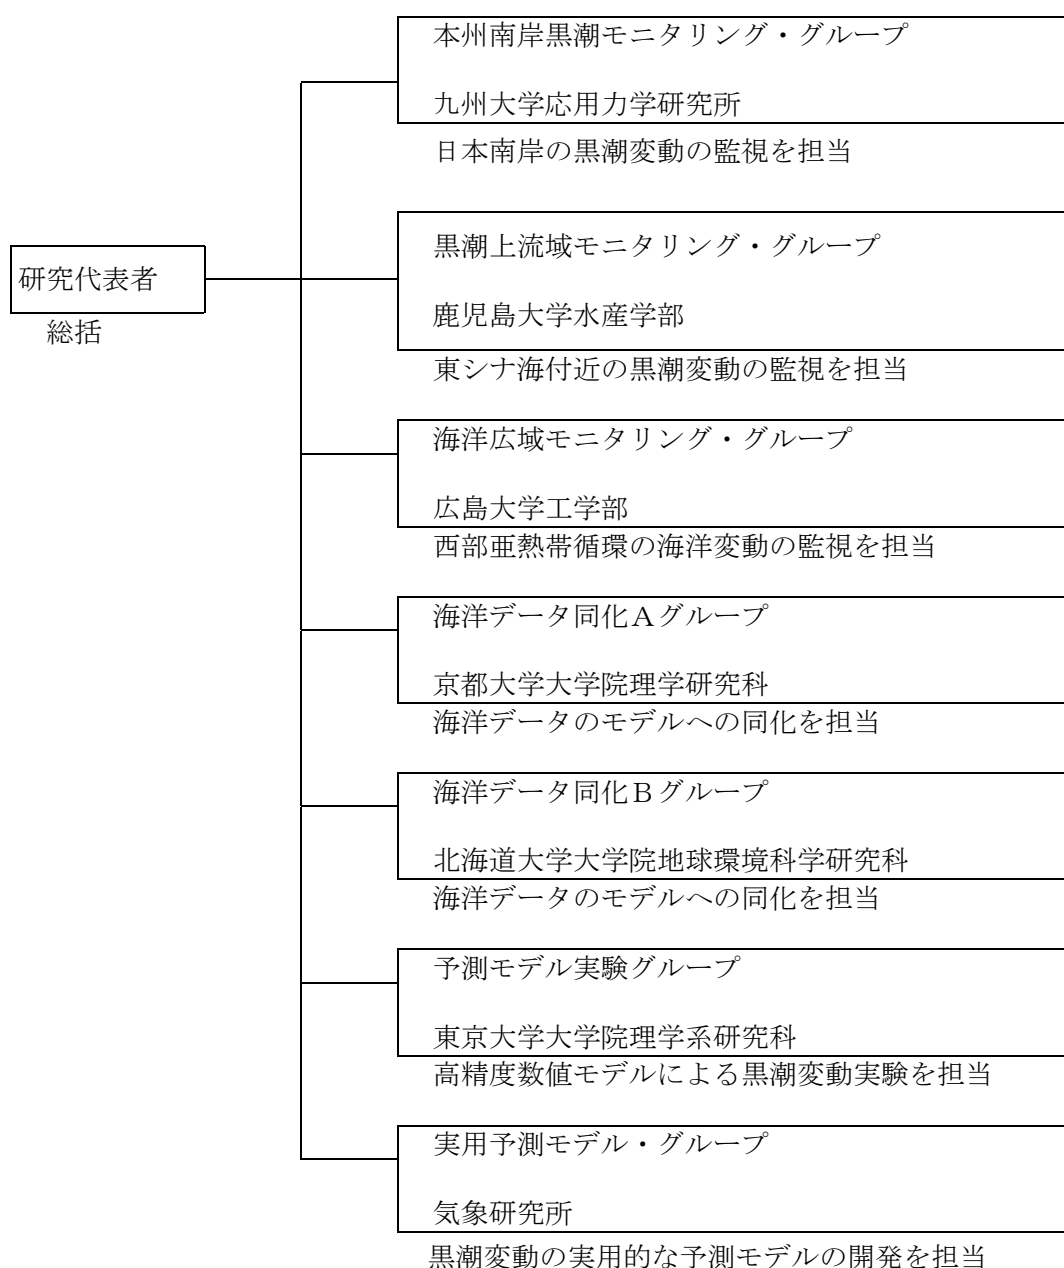 本州南岸黒潮モニタリング・グループ
九州大学応用力学研究所
日本南岸の黒潮変動の監視を担当
研究代表者
総括
黒潮上流域モニタリング・グループ
鹿児島大学水産学部
東シナ海付近の黒潮変動の監視を担当
海洋広域モニタリング・グループ
広島大学工学部
西部亜熱帯循環の海洋変動の監視を担当
海洋データ同化Ａグループ
京都大学大学院理学研究科
海洋データのモデルへの同化を担当
海洋データ同化Ｂグループ
北海道大学大学院地球環境科学研究科
海洋データのモデルへの同化を担当
予測モデル実験グループ
東京大学大学院理学系研究科
高精度数値モデルによる黒潮変動実験を担当
実用予測モデル・グループ
気象研究所
黒潮変動の実用的な予測モデルの開発を担当